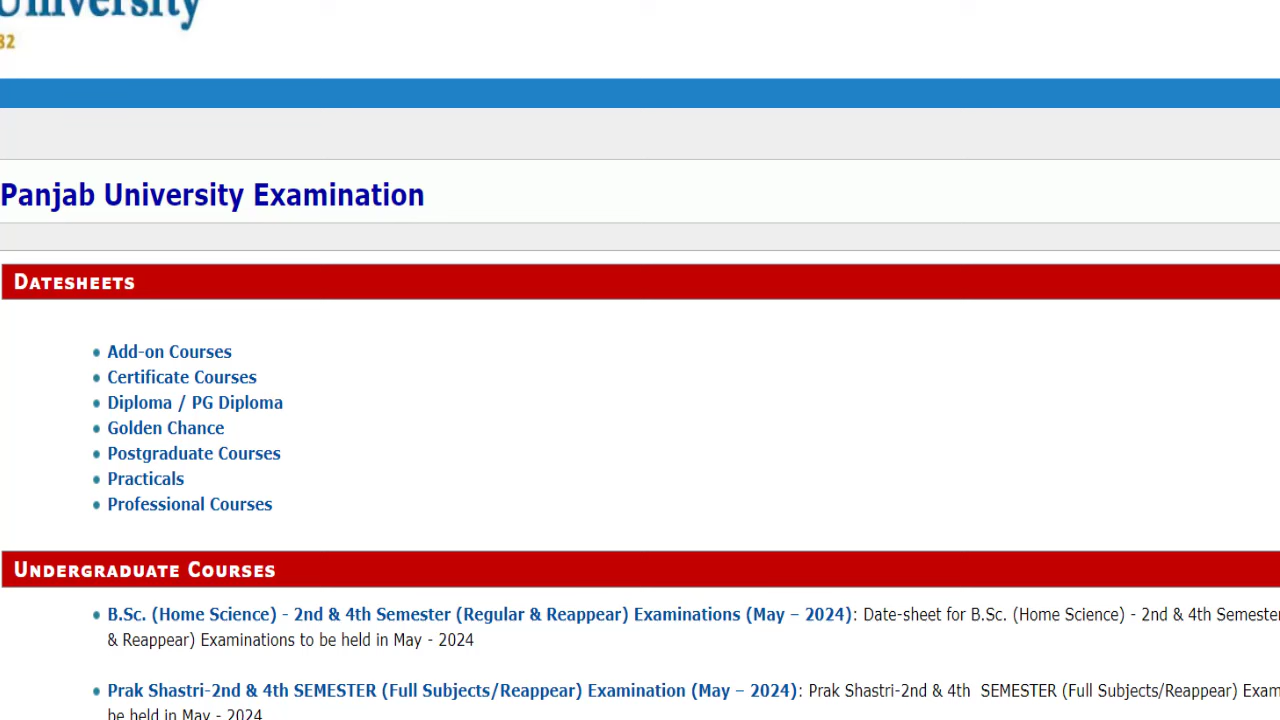 University
82
Panjab University Examination
DATESHEETS
Add-on Courses
Certificate Courses
Diploma / PG Diploma
Golden Chance
Postgraduate Courses
Practicals
Professional Courses
UNDERGRADUATE COURSES
B.Sc. (Home Science) - 2nd & 4th Semester (Regular & Reappear) Examinations (May – 2024): Date-sheet for B.Sc. (Home Science) - 2nd & 4th Semester
& Reappear) Examinations to be held in May - 2024
Prak Shastri-2nd & 4th SEMESTER (Full Subjects/Reappear) Examination (May – 2024): Prak Shastri-2nd & 4th SEMESTER (Full Subjects/Reappear) Exam
be held in May - 2024